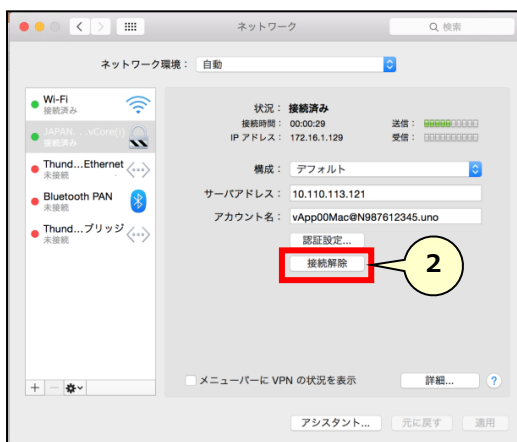 ネットワーク
検索
ネットワーク環境： 自動
Wi-Fi
接続済み
JAPAN. ...vCore(i)
接続済み
Thund...Ethernet
未接続
Bluetooth PAN
未接続
Thund...ブリッジ
未接続
状況： 接続済み
接続時間： 00:00:29 送信：
IP アドレス： 172.16.1.129 受信：
構成： デフォルト
サーバアドレス： 10.110.113.121
アカウント名： vApp00Mac@N987612345.uno
認証設定...
接続解除
2
メニューバーに VPN の状況を表示 詳細... ?
アシスタント... 元に戻す 適用